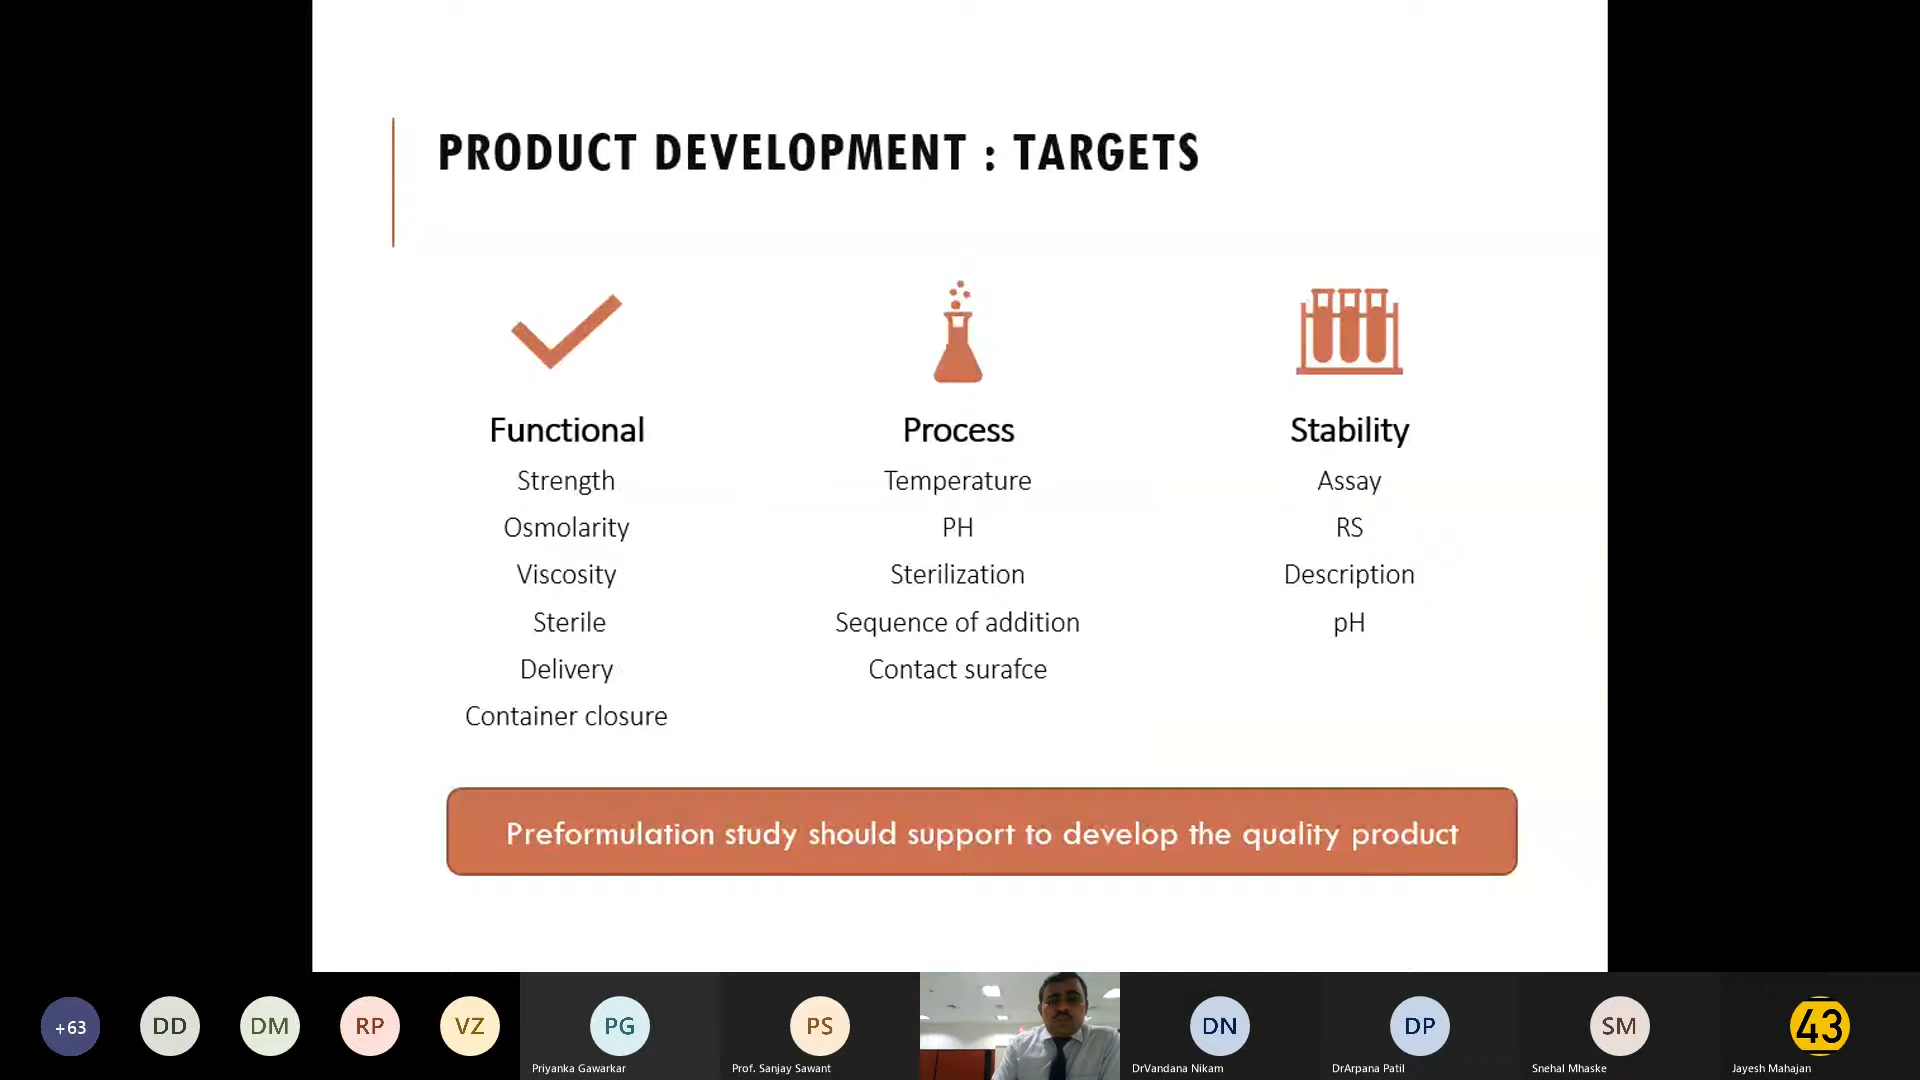 PRODUCT DEVELOPMENT : TARGETS
Functional
Strength
Osmolarity
Viscosity
Sterile
Delivery
Container closure
Process
Temperature
PH
Sterilization
Sequence of addition
Contact surafce
Stability
Assay
RS
Description
pH
Preformulation study should support to develop the quality product
+63
DD
DM
RP
VZ
PG
Priyanka Gawarkar
PS
Prof. Sanjay Sawant
DN
DrVandana Nikam
DP
DrArpana Patil
SM
Snehal Mhaske
43
Jayesh Mahajan